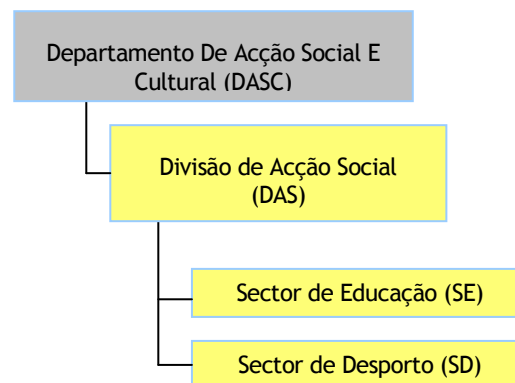 Departamento De Acção Social E
Cultural (DASC)
Divisão de Acção Social
(DAS)
Sector de Educação (SE)
Sector de Desporto (SD)